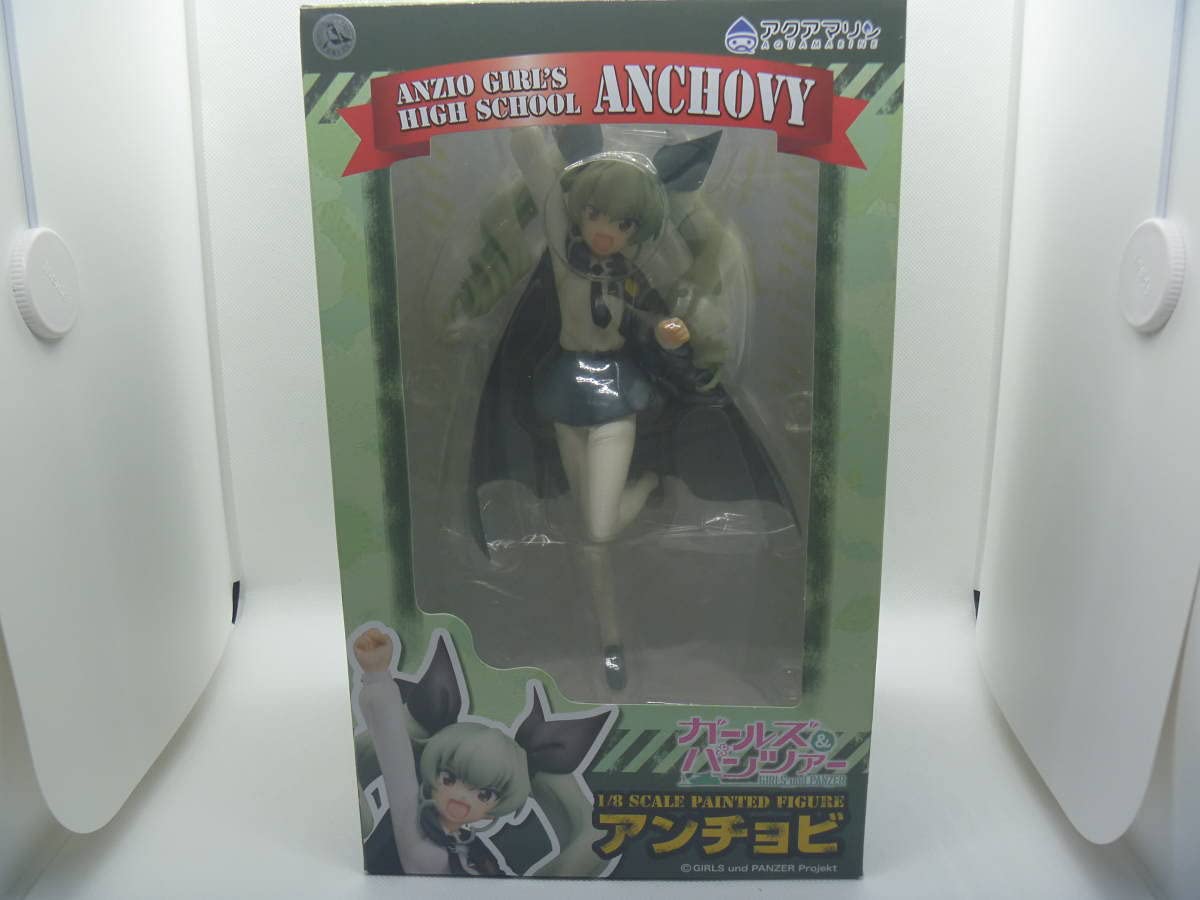 アクアマリン
AQUAMARINE
ANZIO GIRL'S
HIGH SCHOOL
ANCHOVY
ガールズ&
パンツァー
GIRLS und PANZER
1/8 SCALE PAINTED FIGURE
アンチョビ
©GIRLS und PANZER Projekt